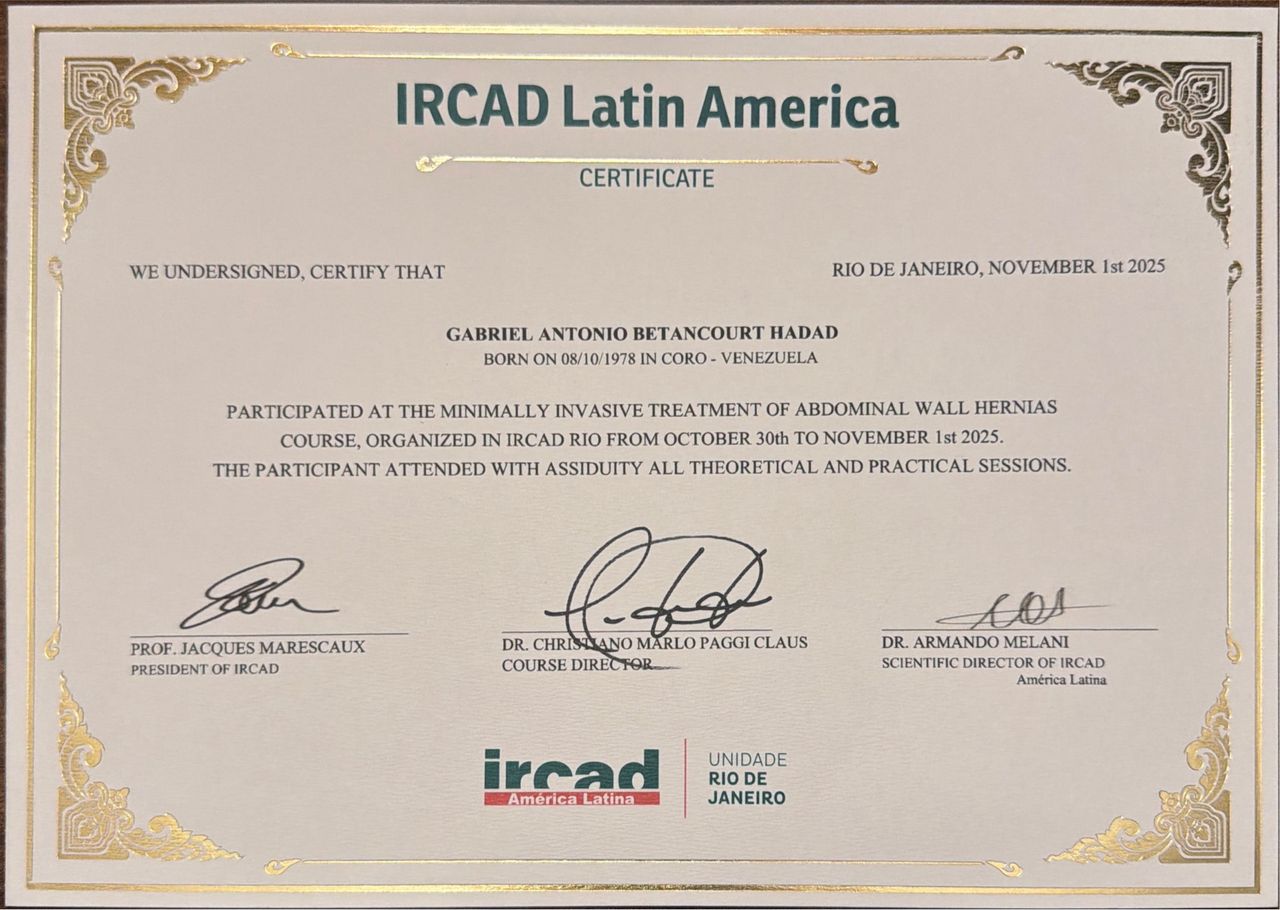 IRCAD Latin America
CERTIFICATE
WE UNDERSIGNED, CERTIFY THAT
RIO DE JANEIRO, NOVEMBER 1st 2025
GABRIEL ANTONIO BETANCOURT HADAD
BORN ON 08/10/1978 IN CORO - VENEZUELA
PARTICIPATED AT THE MINIMALLY INVASIVE TREATMENT OF ABDOMINAL WALL HERNIAS
COURSE, ORGANIZED IN IRCAD RIO FROM OCTOBER 30th TO NOVEMBER 1st 2025.
THE PARTICIPANT ATTENDED WITH ASSIDUITY ALL THEORETICAL AND PRACTICAL SESSIONS.
PROF. JACQUES MARESCAUX
PRESIDENT OF IRCAD
DR. CHRISTIANO MARLO PAGGI CLAUS
COURSE DIRECTOR
DR. ARMANDO MELANI
SCIENTIFIC DIRECTOR OF IRCAD
América Latina
ircad
América Latina
UNIDADE
RIO DE
JANEIRO